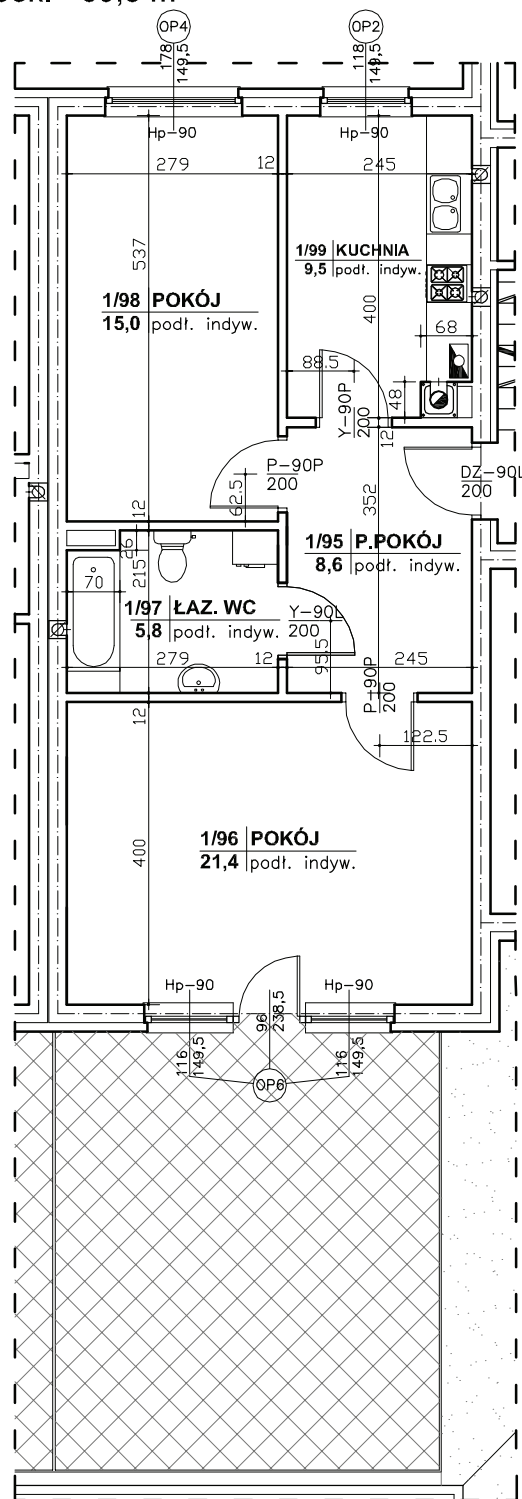 OP4
OP2
178
149,5
118
149,5
Hp-90
Hp-90
279
12
245
537
1/99 KUCHNIA
9,5 podł. indyw.
1/98 POKÓJ
15,0 podł. indyw.
400
68
88.5
48
Y-90P
200
12
P-90P
200
62.5
352
DZ-90L
200
12
26
215
1/95 P.POKÓJ
8,6 podł. indyw.
70
1/97 ŁAZ. WC
5,8 podł. indyw.
Y-90L
200
95.5
279
12
245
P-90P
200
12
122.5
400
1/96 POKÓJ
21,4 podł. indyw.
Hp-90
Hp-90
96
238,5
116
149,5
116
149,5
OP6